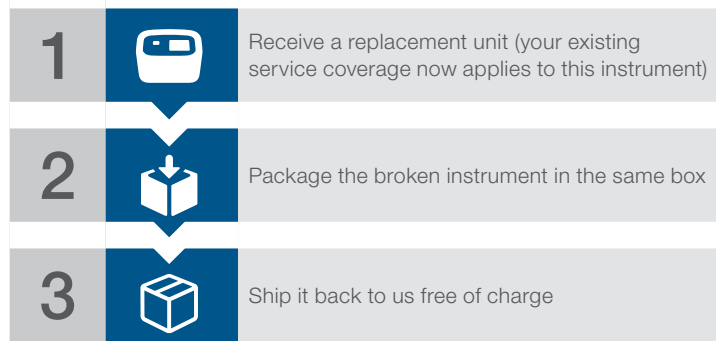 1
Receive a replacement unit (your existing
service coverage now applies to this instrument)
2
Package the broken instrument in the same box
3
Ship it back to us free of charge